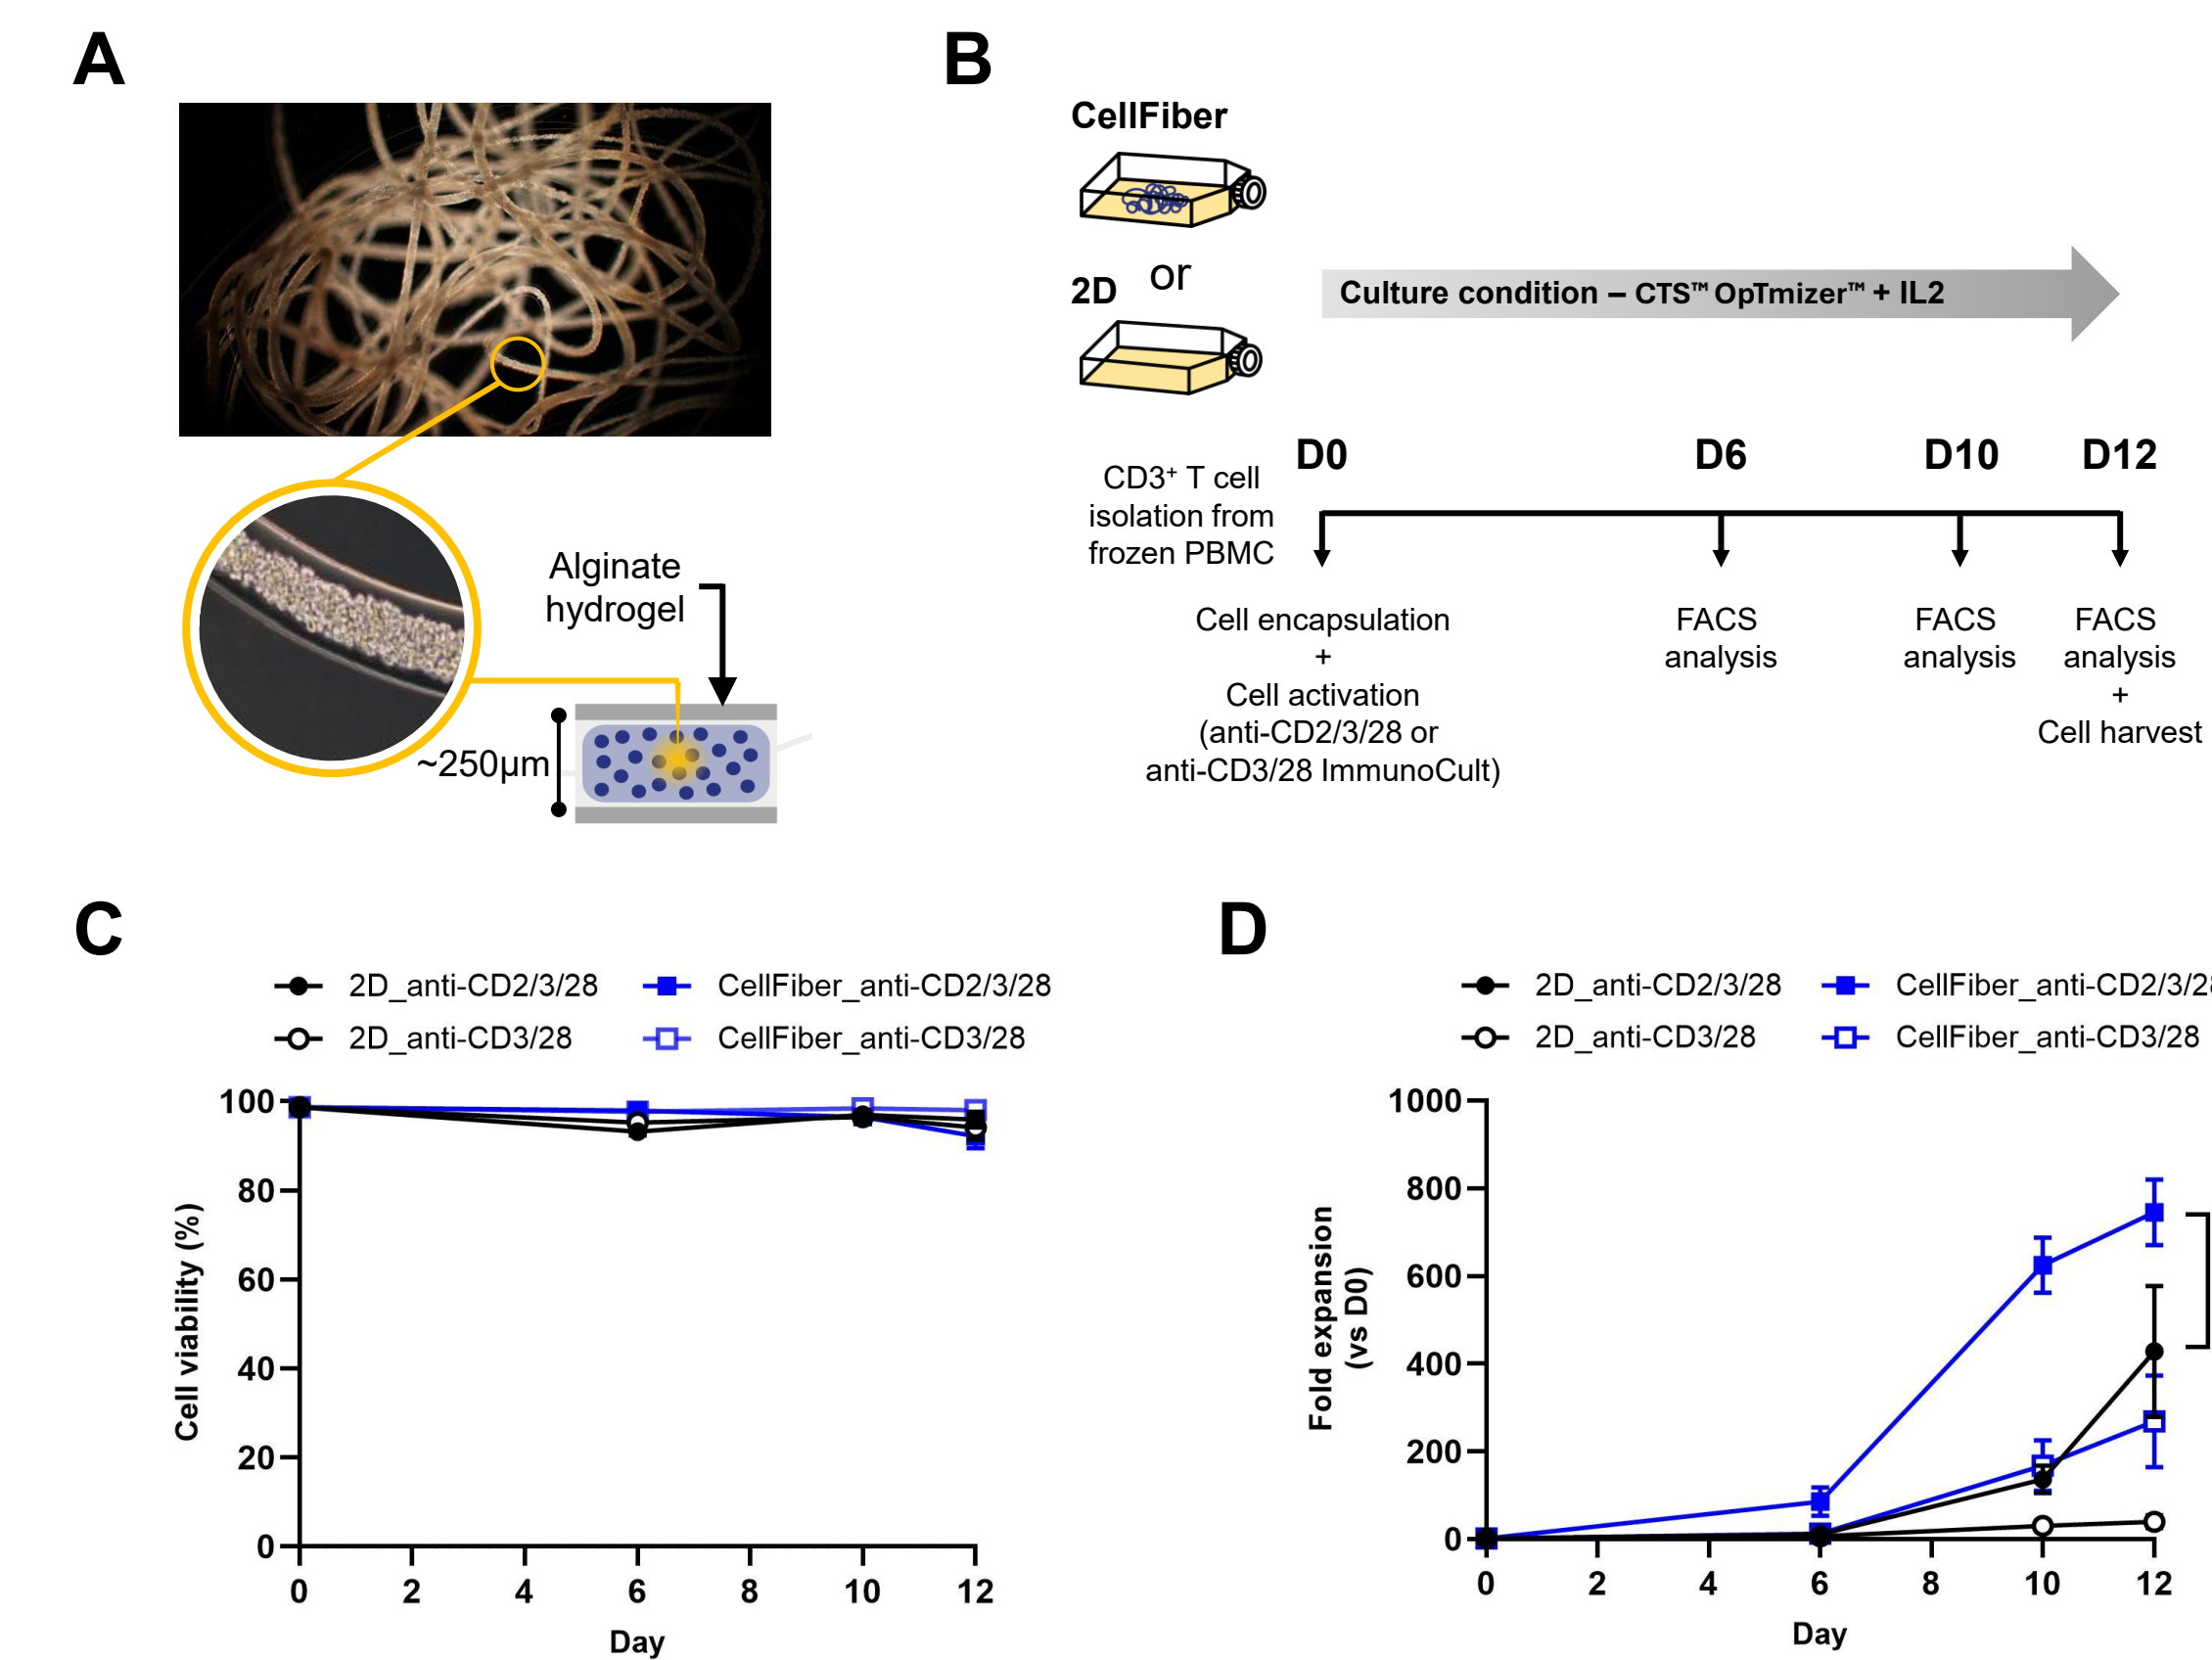 A
Alginate
hydrogel
~250µm
B
CellFiber
or
2D
Culture condition – CTS™ OpTmizer™ + IL2
D0
D6
D10
D12
CD3+ T cell
isolation from
frozen PBMC
Cell encapsulation
+
Cell activation
(anti-CD2/3/28 or
anti-CD3/28 ImmunoCult)
FACS
analysis
FACS
analysis
FACS
analysis
+
Cell harvest
C
2D_anti-CD2/3/28
CellFiber_anti-CD2/3/28
2D_anti-CD3/28
CellFiber_anti-CD3/28
100
80
60
40
20
0
Cell viability (%)
0 2 4 6 8 10 12
Day
D
2D_anti-CD2/3/28
CellFiber_anti-CD2/3/2
2D_anti-CD3/28
CellFiber_anti-CD3/28
1000
800
600
400
200
0
Fold expansion
(vs D0)
0 2 4 6 8 10 12
Day